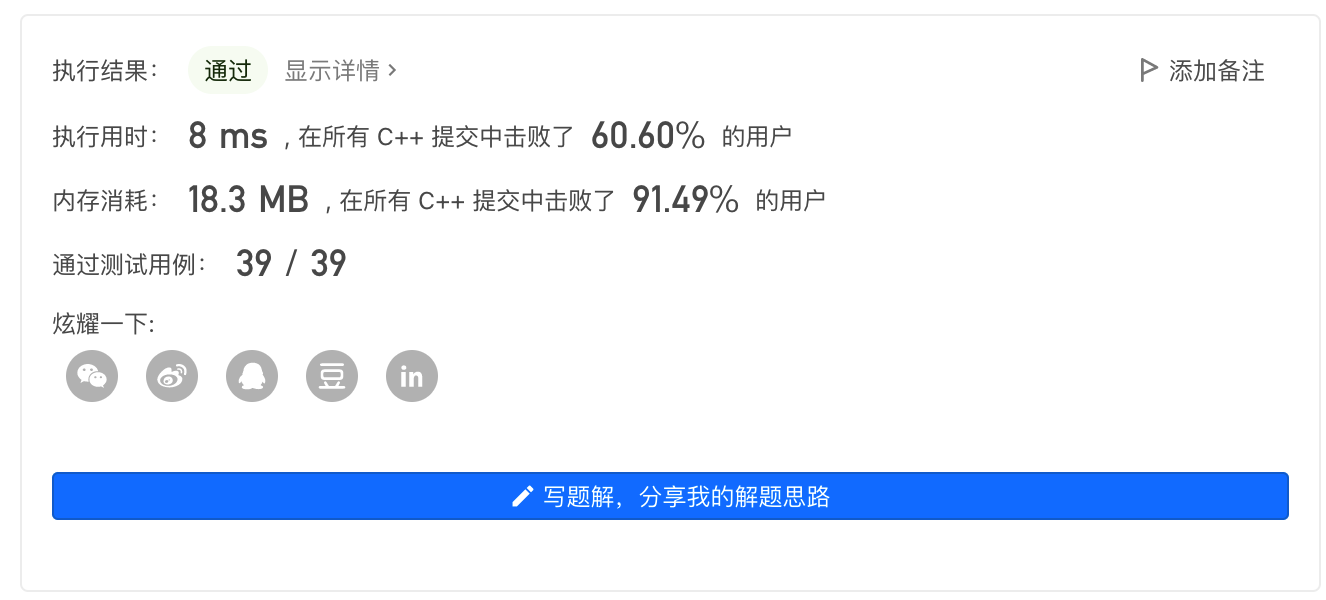 执行结果： 通过 显示详情 › 添加备注
执行用时： 8 ms , 在所有 C++ 提交中击败了 60.60% 的用户
内存消耗： 18.3 MB , 在所有 C++ 提交中击败了 91.49% 的用户
通过测试用例： 39 / 39
炫耀一下:
豆 in
写题解，分享我的解题思路